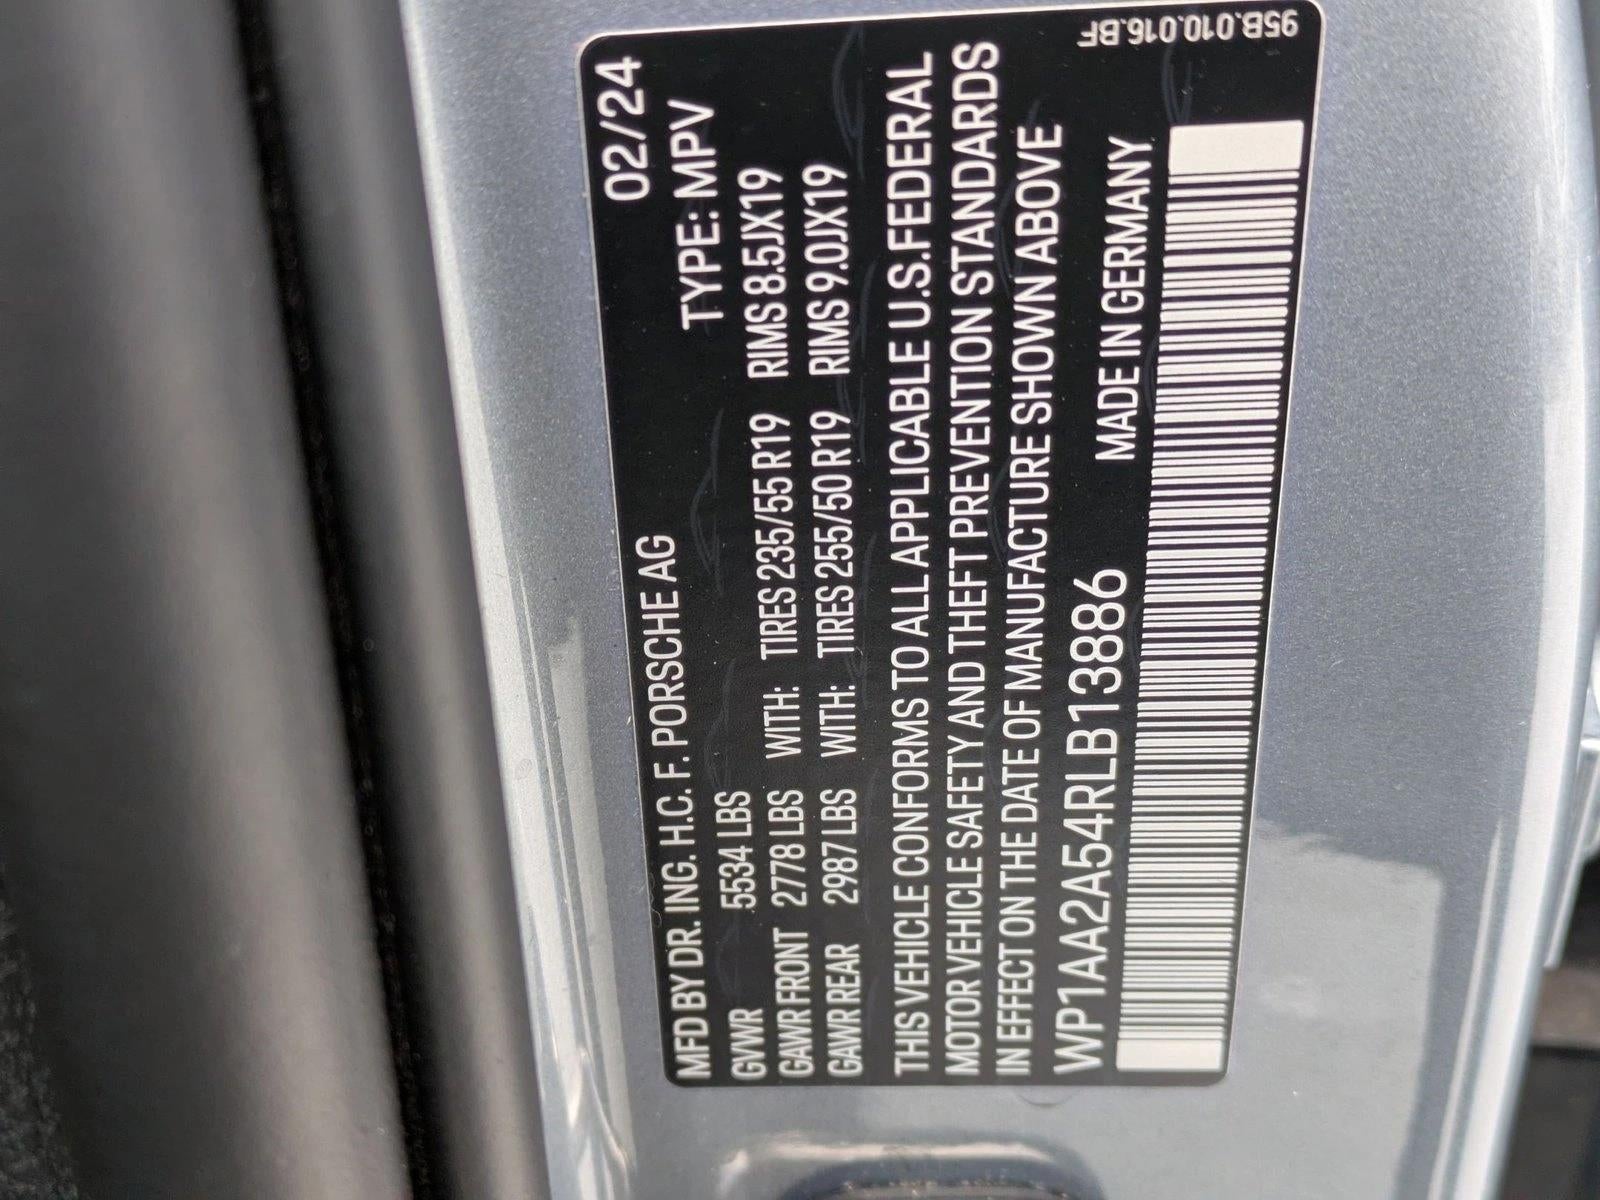 MFD BY DR. ING. H.C. F. PORSCHE AG 02/24
TYPE: MPV
GVWR 5534 LBS
GAWR FRONT 2778 LBS WITH: TIRES 235/55 R19 RIMS 8.5JX19
GAWR REAR 2987 LBS WITH: TIRES 255/50 R19 RIMS 9.0JX19
THIS VEHICLE CONFORMS TO ALL APPLICABLE U.S.FEDERAL
MOTOR VEHICLE SAFETY AND THEFT PREVENTION STANDARDS
IN EFFECT ON THE DATE OF MANUFACTURE SHOWN ABOVE
WP1AA2A54RLB13886 MADE IN GERMANY
95B.010.016.BF